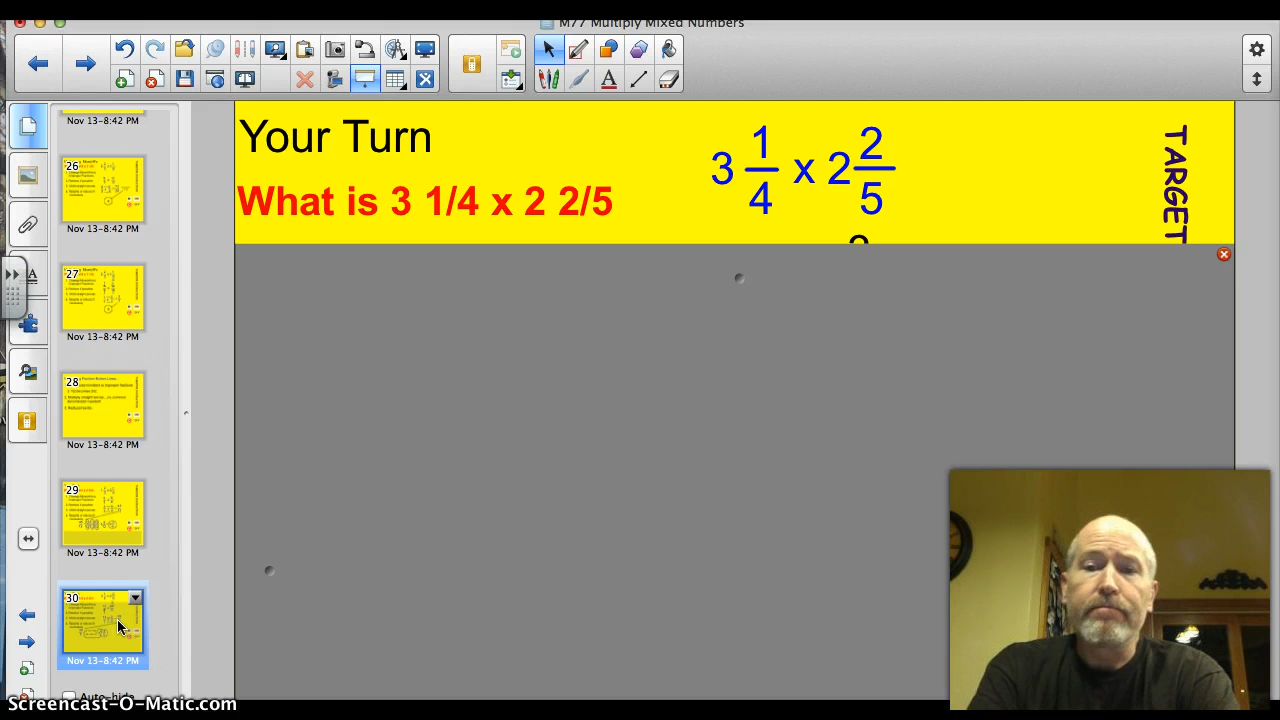 M77 Multiply Mixed Numbers
Nov 13-8:42 PM
26
Nov 13-8:42 PM
27
Nov 13-8:42 PM
28
Nov 13-8:42 PM
29
Nov 13-8:42 PM
30
Nov 13-8:42 PM
Auto-hide
Your Turn
What is 3 1/4 x 2 2/5
3 1/4 x 2 2/5
TARGET
Screencast-O-Matic.com